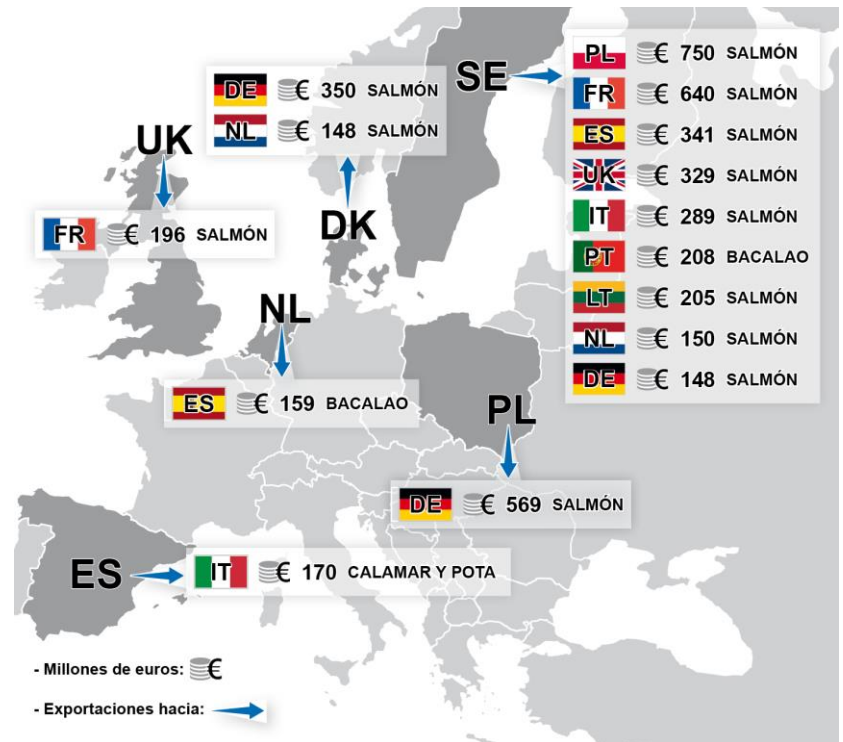 SE
PL € 750 SALMÓN
FR € 640 SALMÓN
ES € 341 SALMÓN
UK € 329 SALMÓN
IT € 289 SALMÓN
PT € 208 BACALAO
LT € 205 SALMÓN
NL € 150 SALMÓN
DE € 148 SALMÓN
DE € 350 SALMÓN
NL € 148 SALMÓN
DK
UK
FR € 196 SALMÓN
NL
ES € 159 BACALAO
PL
DE € 569 SALMÓN
ES
IT € 170 CALAMAR Y POTA
- Millones de euros: €
- Exportaciones hacia: